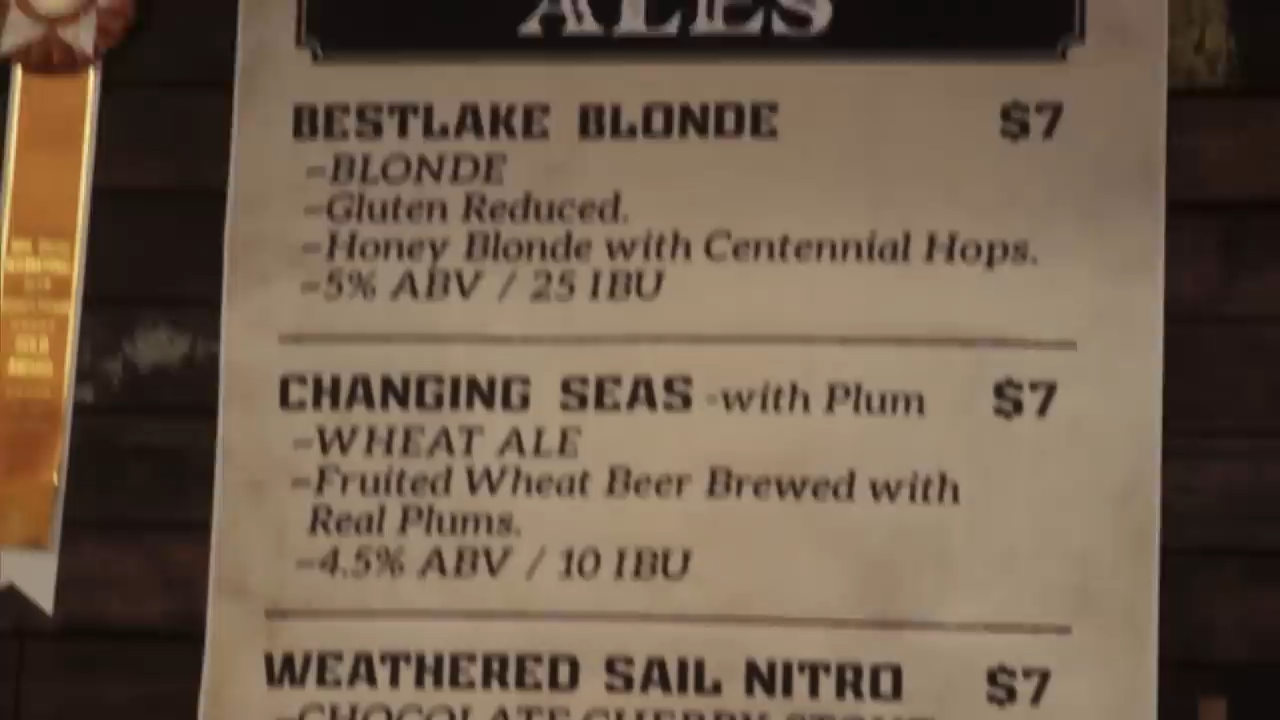 ALES
BESTLAKE BLONDE $7
-BLONDE
-Gluten Reduced.
-Honey Blonde with Centennial Hops.
-5% ABV / 25 IBU
CHANGING SEAS -with Plum $7
-WHEAT ALE
-Fruited Wheat Beer Brewed with
Real Plums.
-4.5% ABV / 10 IBU
WEATHERED SAIL NITRO $7
-CHOCOLATE CHERRY STOUT